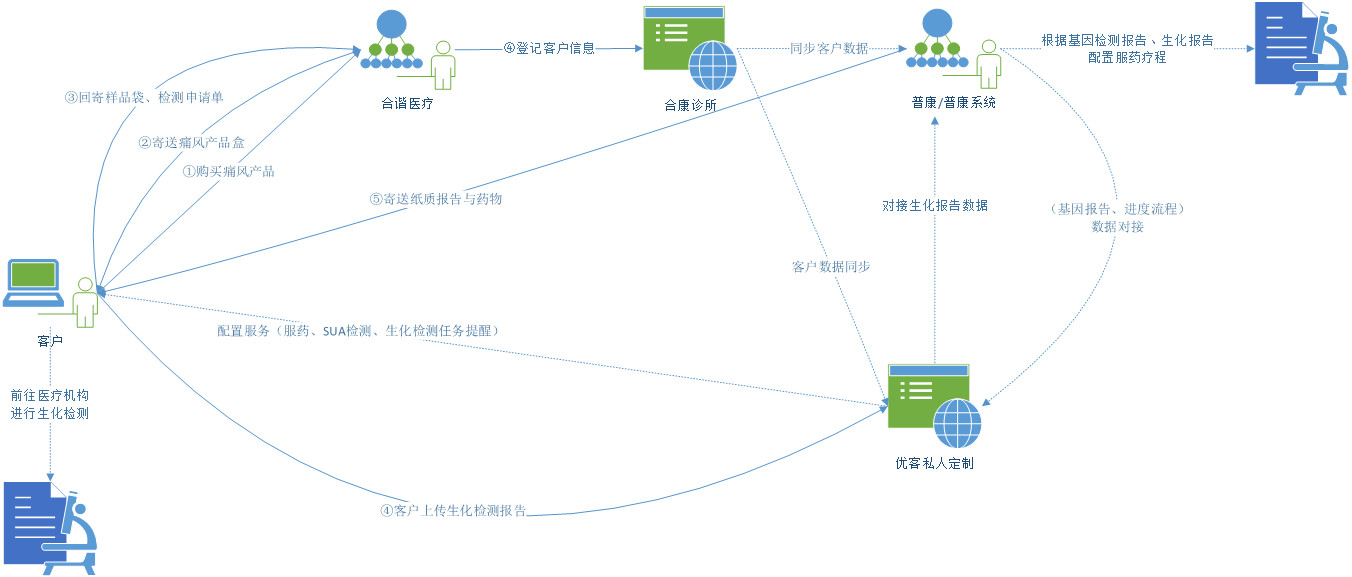 ④登记客户信息
同步客户数据
根据基因检测报告、生化报告
配置服药疗程
③回寄样品袋、检测申请单
合谐医疗
合康诊所
普康/普康系统
②寄送痛风产品盒
①购买痛风产品
⑤寄送纸质报告与药物
对接生化报告数据
（基因报告、进度流程）
数据对接
客户数据同步
配置服务（服药、SUA检测、生化检测任务提醒）
客户
前往医疗机构
进行生化检测
优客私人定制
④客户上传生化检测报告